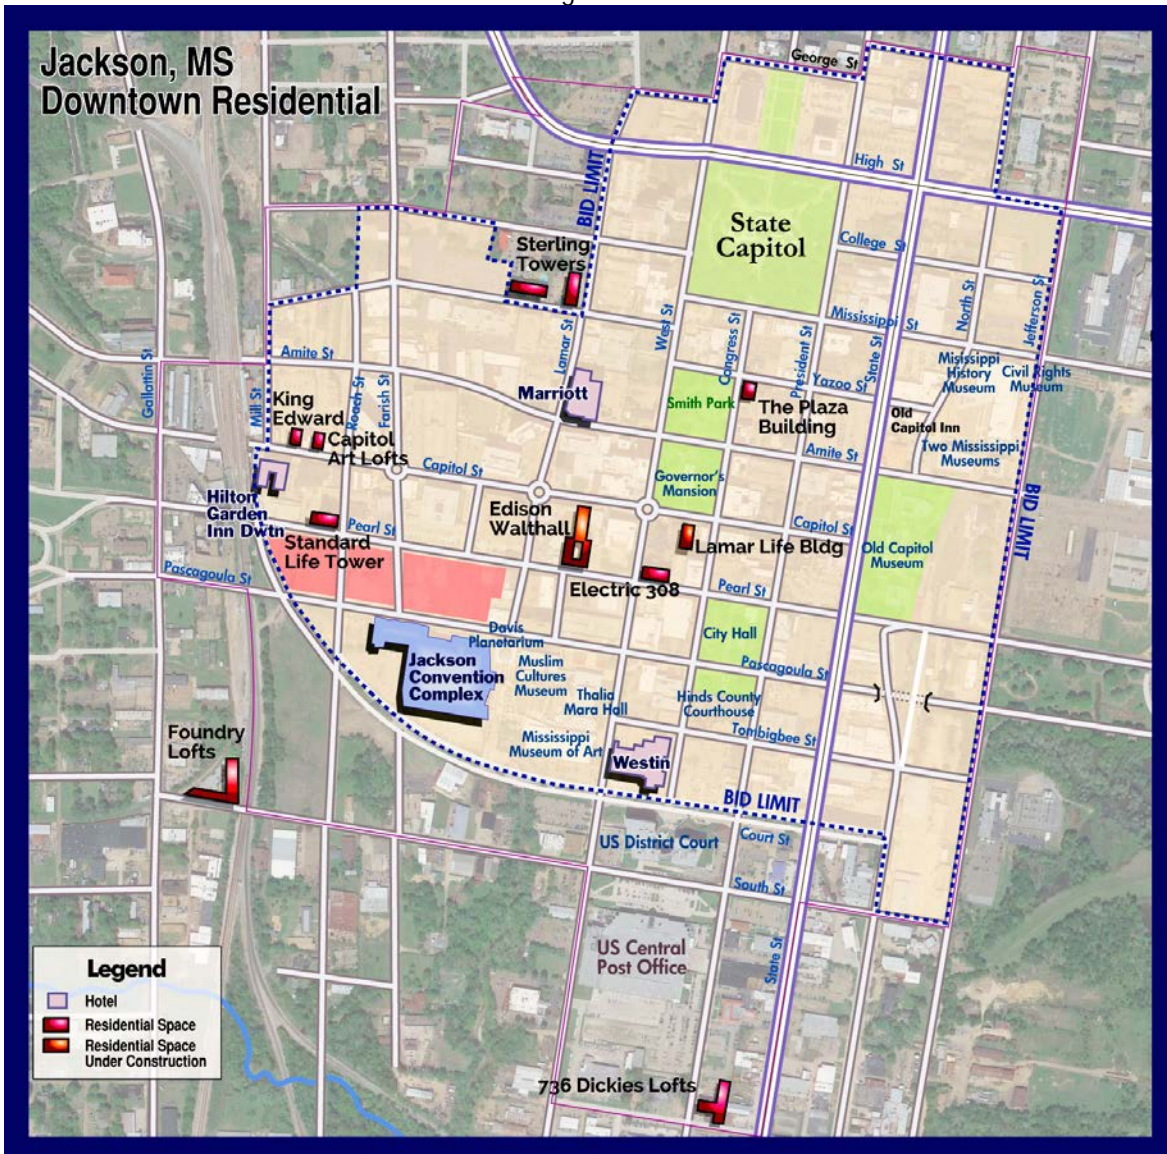 Jackson, MS
Downtown Residential
George St
High St
BID LIMIT
State
Capitol
College St
Sterling
Towers
Mississippi St
North St
Jefferson St
Lamar St
West St
Congress St
President St
State St
Gallattin St
Amite St
Mill St
Roach St
Farish St
Marriott
Smith Park
Yazoo St
Misissippi
History
Museum
Civil Rights
Museum
King
Edward
Capitol
Art Lofts
The Plaza
Building
Old
Capitol Inn
Two Mississippi
Museums
Amite St
Capitol St
Governor's
Mansion
Hilton
Garden
Inn Dwtn
Edison
Walthall
BID LIMIT
Pearl St
Capitol St
Standard
Life Tower
Lamar Life Bldg
Old Capitol
Museum
Pascagoula St
Electric 308
Pearl St
Davis
Planetarium
City Hall
Jackson
Convention
Complex
Muslim
Cultures
Museum
Pascagoula St
Thalia
Mara Hall
Hinds County
Courthouse
Foundry
Lofts
Mississippi
Museum of Art
Tombigbee St
Westin
BID LIMIT
US District Court
Court St
South St
US Central
Post Office
State St
Legend
Hotel
Residential Space
Residential Space
Under Construction
736 Dickies Lofts